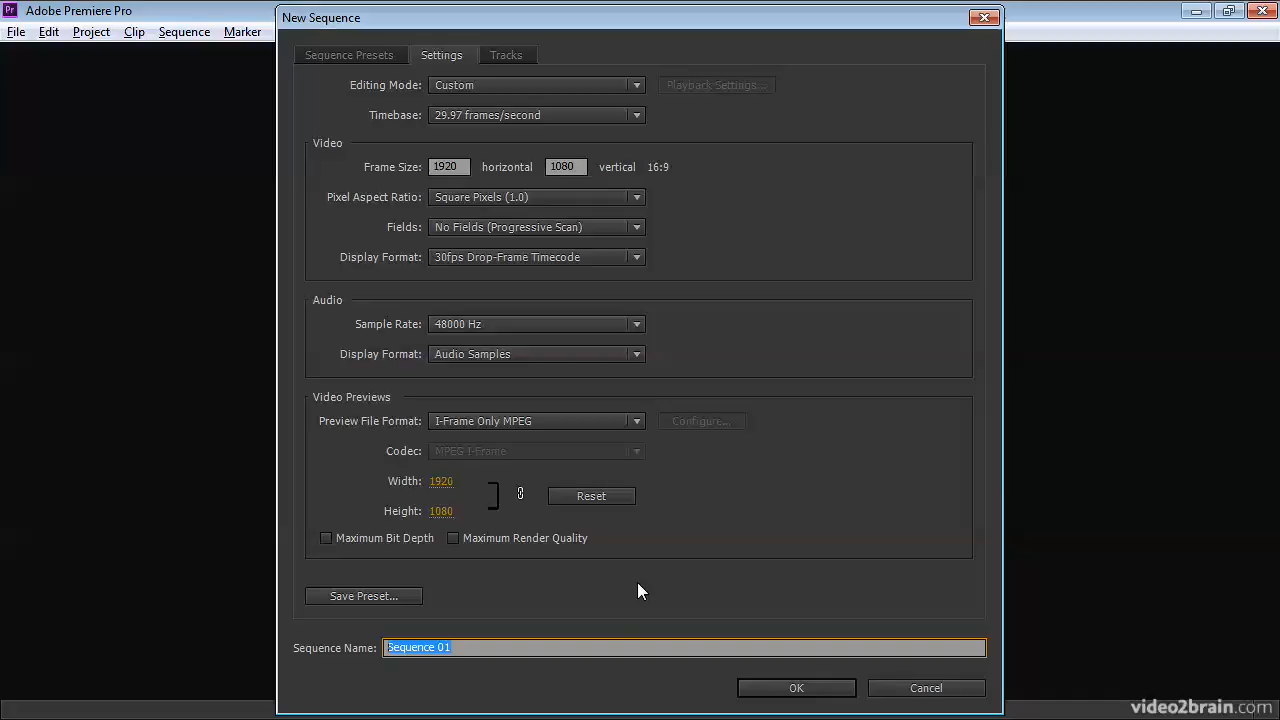 Pr Adobe Premiere Pro
New Sequence
File Edit Project Clip Sequence Marker
Sequence Presets Settings Tracks
Editing Mode: Custom Playback Settings...
Timebase: 29.97 frames/second
Video
Frame Size: 1920 horizontal 1080 vertical 16:9
Pixel Aspect Ratio: Square Pixels (1.0)
Fields: No Fields (Progressive Scan)
Display Format: 30fps Drop-Frame Timecode
Audio
Sample Rate: 48000 Hz
Display Format: Audio Samples
Video Previews
Preview File Format: I-Frame Only MPEG Configure...
Codec: MPEG I-Frame
Width: 1920
Reset
Height: 1080
Maximum Bit Depth Maximum Render Quality
Save Preset...
Sequence Name: Sequence 01
OK Cancel
video2brain.com